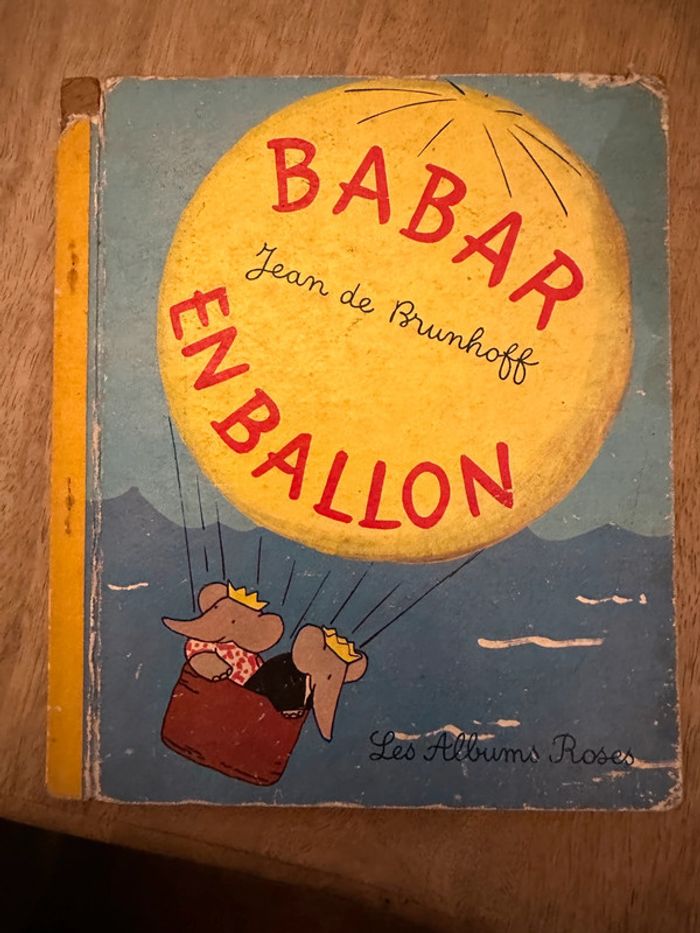 BABAR
Jean de Brunhoff
EN BALLON
Les Albums Roses